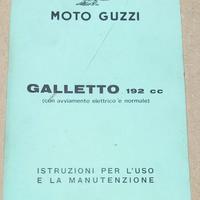 MOTO GUZZI
GALLETTO 192 cc
(con avviamento elettrico e normale)
ISTRUZIONI PER L'USO
E LA MANUTENZIONE